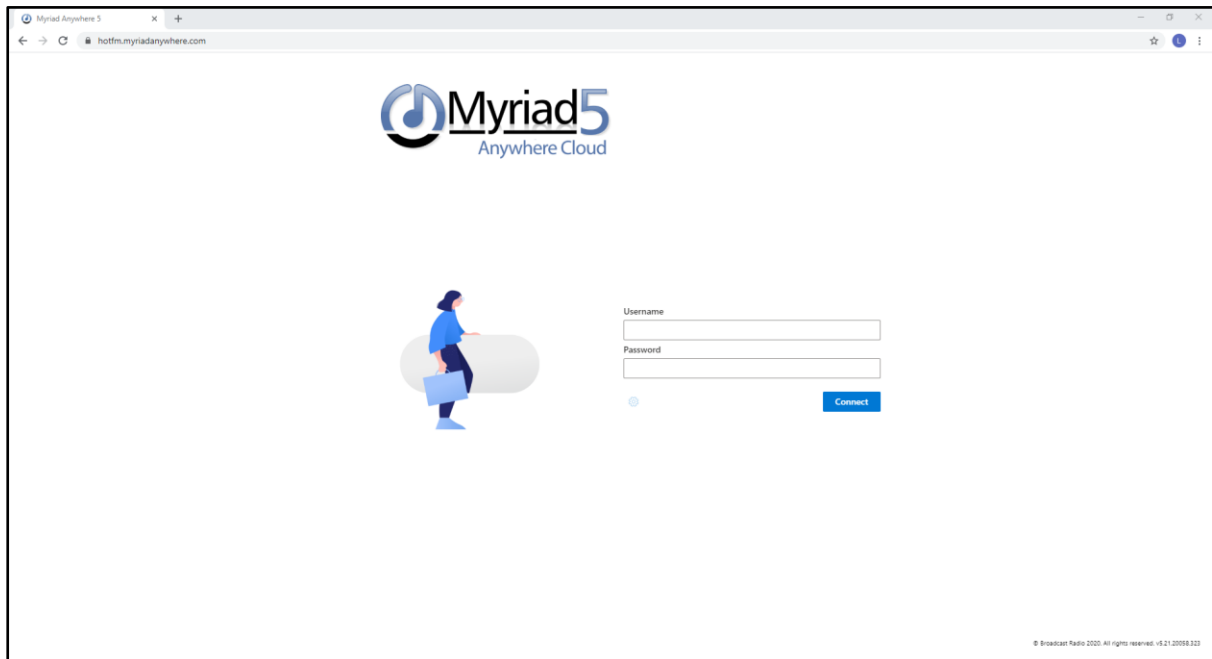 Myriad Anywhere 5
hotfm.myriadanywhere.com
L
Myriad5
Anywhere Cloud
Username
Password
Connect
© Broadcast Radio 2020. All rights reserved. v5.21.20058.323